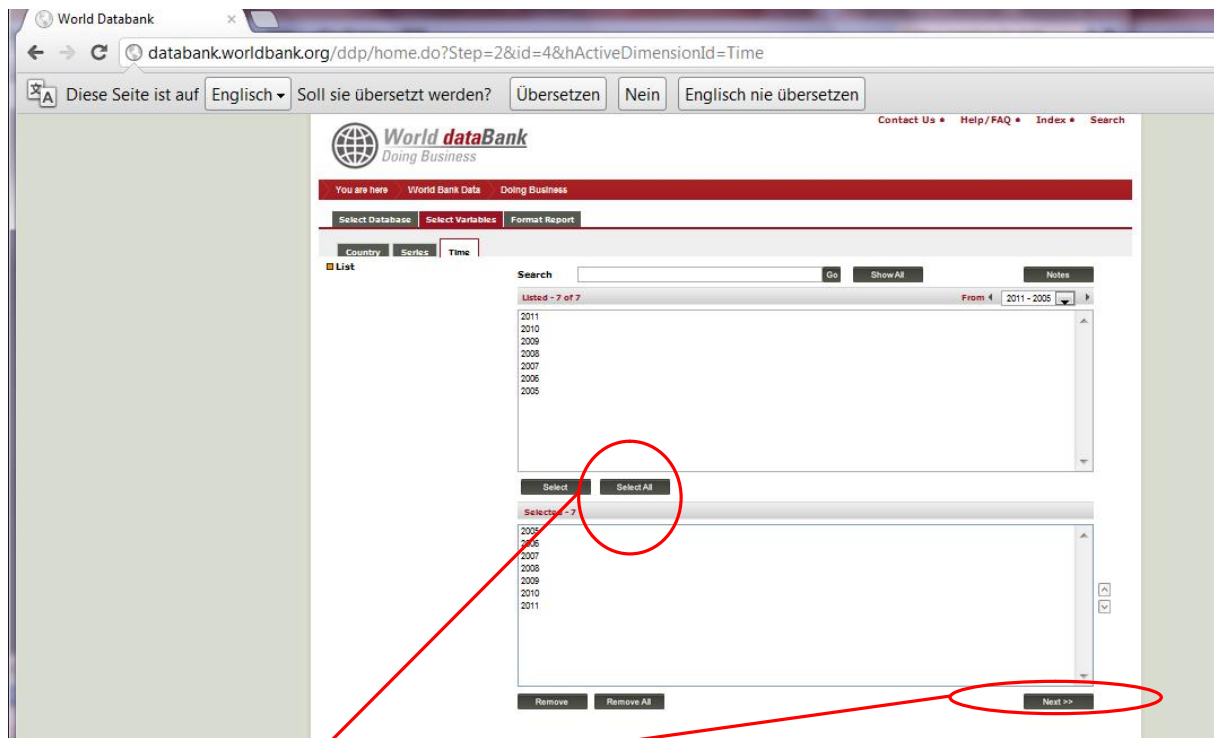 World Databank ×
databank.worldbank.org/ddp/home.do?Step=2&id=4&hActiveDimensionId=Time
Diese Seite ist auf Englisch Soll sie übersetzt werden? Übersetzen Nein Englisch nie übersetzen
Contact Us • Help/FAQ • Index • Search
World dataBank
Doing Business
You are here World Bank Data Doing Business
Select Database Select Variables Format Report
Country Series Time
List
Search Go Show All Notes
Listed - 7 of 7 From 2011 - 2005
2011
2010
2009
2008
2007
2006
2005
Select Select All
Selected - 7
2005
2006
2007
2008
2009
2010
2011
Remove Remove All Next >>